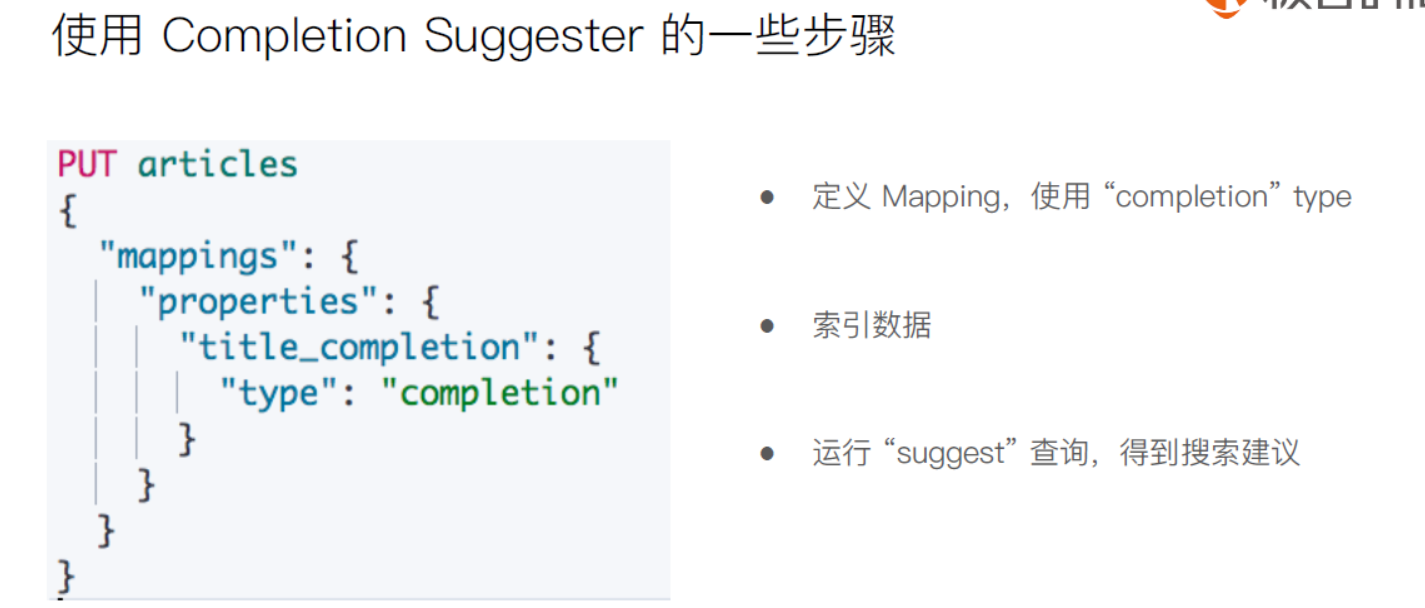 使用 Completion Suggester 的一些步骤
PUT articles
{
"mappings": {
"properties": {
"title_completion": {
"type": "completion"
}
}
}
}
● 定义 Mapping，使用 “completion” type
● 索引数据
● 运行 “suggest” 查询，得到搜索建议